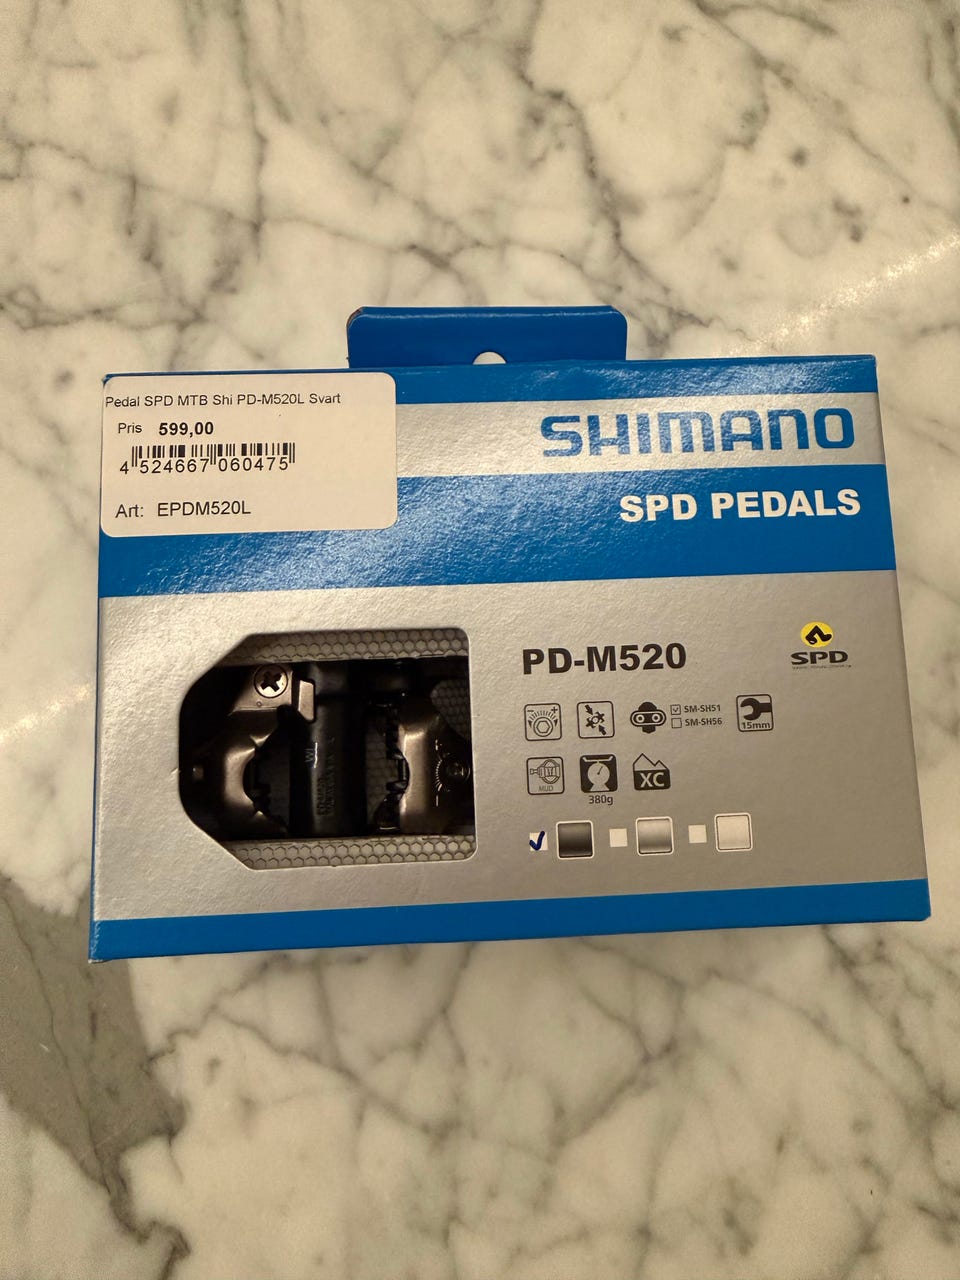 Pedal SPD MTB Shi PD-M520L Svart
Pris 599,00
4 524667 060475
Art: EPDM520L
SHIMANO
SPD PEDALS
PD-M520
SPD
SM-SH51
SM-SH56
15mm
MUD
380g
XC